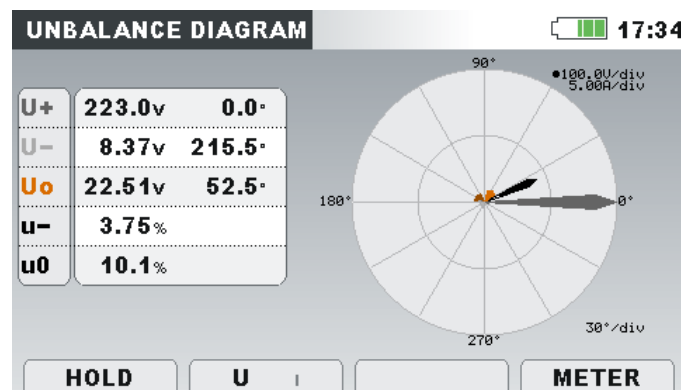 UNBALANCE DIAGRAM 17:34
90°
●100.0V/div
5.00A/div
U+ 223.0v 0.0°
U- 8.37v 215.5°
Uo 22.51v 52.5°
180° 0°
u- 3.75%
u0 10.1%
30°/div
270°
HOLD U I METER